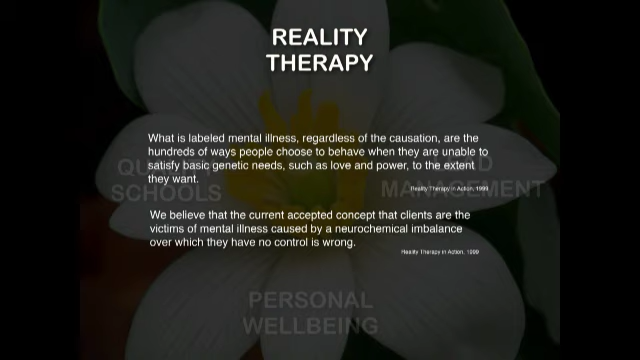 REALITY
THERAPY
What is labeled mental illness, regardless of the causation, are the
hundreds of ways people choose to behave when they are unable to
satisfy basic genetic needs, such as love and power, to the extent
they want.
Reality Therapy in Action, 1999
SCHOOLS
MANAGEMENT
We believe that the current accepted concept that clients are the
victims of mental illness caused by a neurochemical imbalance
over which they have no control is wrong.
Reality Therapy in Action, 1999
PERSONAL
WELLBEING